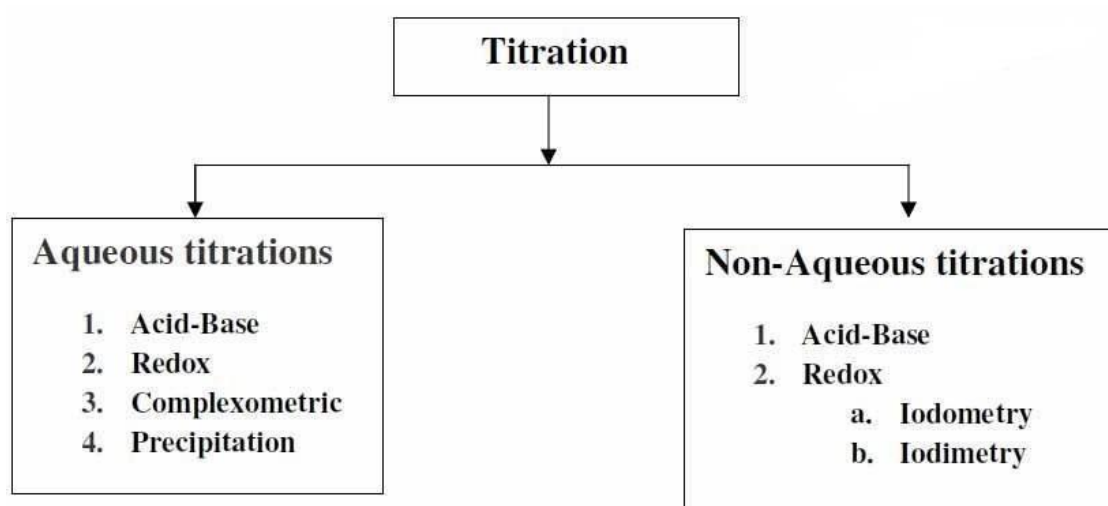 Titration
Aqueous titrations
1. Acid-Base
2. Redox
3. Complexometric
4. Precipitation
Non-Aqueous titrations
1. Acid-Base
2. Redox
a. Iodometry
b. Iodimetry